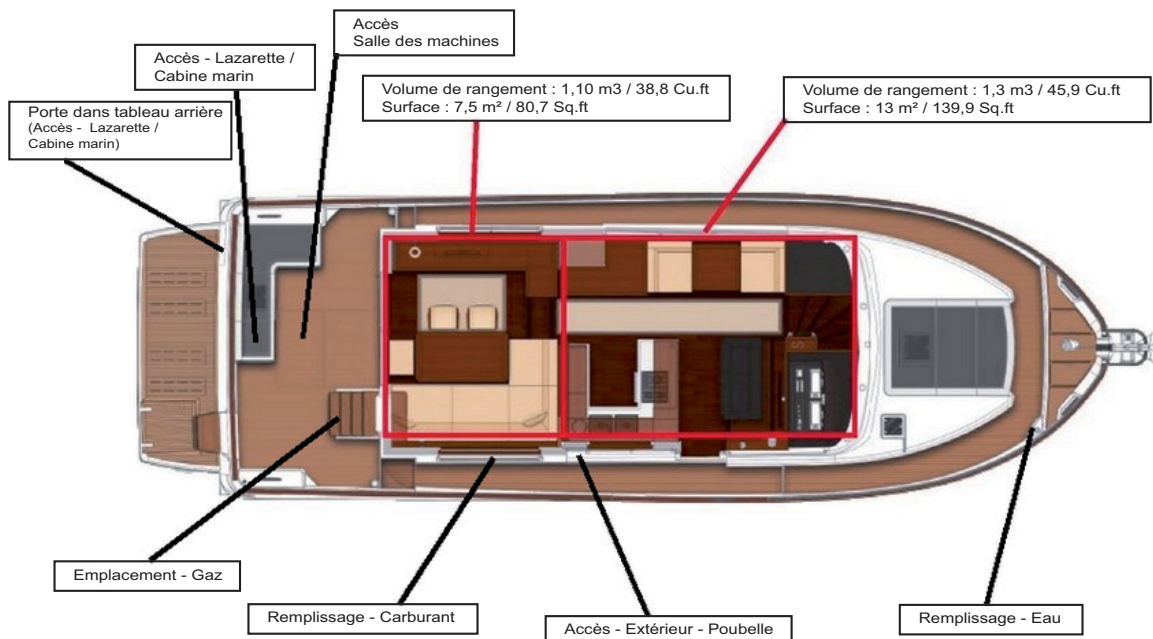 Accès
Salle des machines
Accès - Lazarette /
Cabine marin
Volume de rangement : 1,10 m3 / 38,8 Cu.ft
Surface : 7,5 m² / 80,7 Sq.ft
Volume de rangement : 1,3 m3 / 45,9 Cu.ft
Surface : 13 m² / 139,9 Sq.ft
Porte dans tableau arrière
(Accès - Lazarette /
Cabine marin)
Emplacement - Gaz
Remplissage - Carburant
Accès - Extérieur - Poubelle
Remplissage - Eau